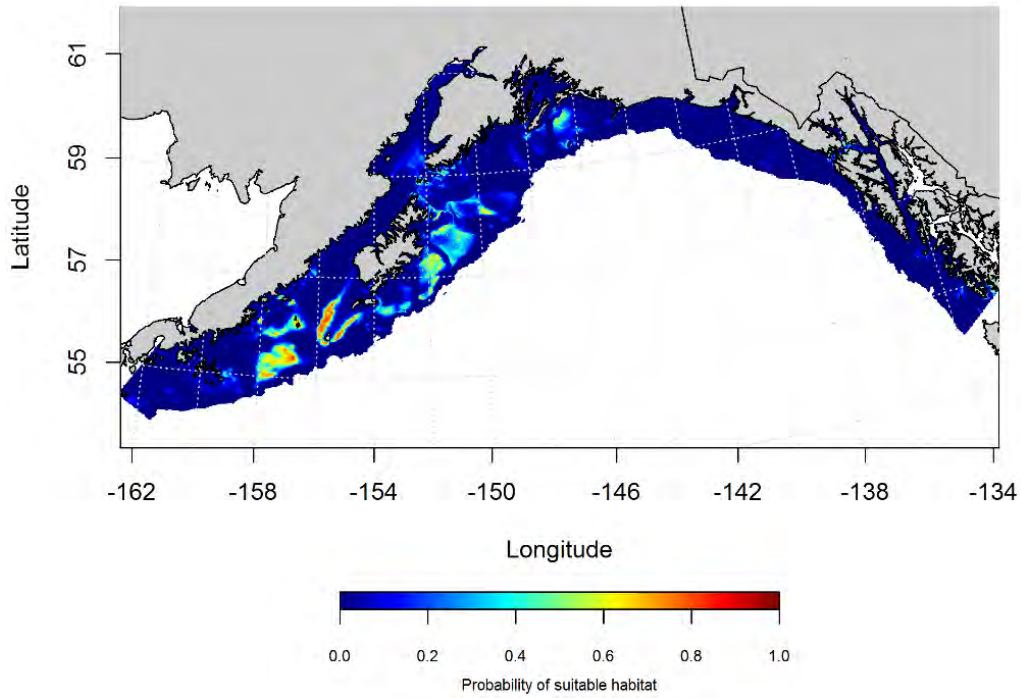 61
59
57
55
Latitude
-162 -158 -154 -150 -146 -142 -138 -134
Longitude
0.0 0.2 0.4 0.6 0.8 1.0
Probability of suitable habitat